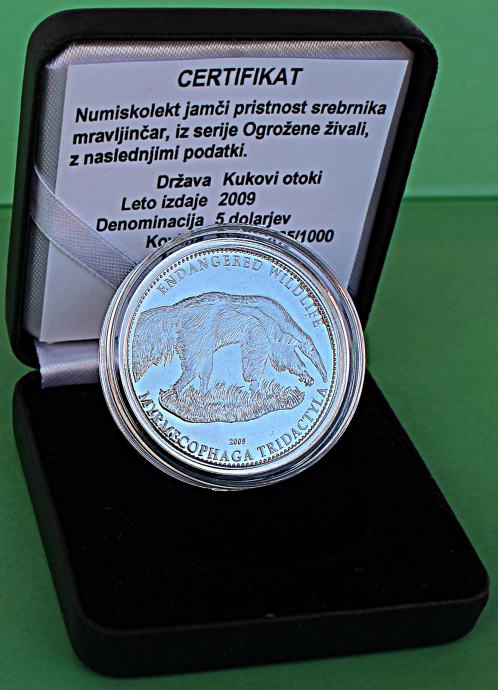 CERTIFIKAT
Numiskolekt jamči pristnost srebrnika
mravljinčar, iz serije Ogrožene živali,
z naslednjimi podatki.
Država Kukovi otoki
Leto izdaje 2009
Denominacija 5 dolarjev
/1000
ENDANGERED WILDLIFE
2009
MYRMECOPHAGA TRIDACTYLA